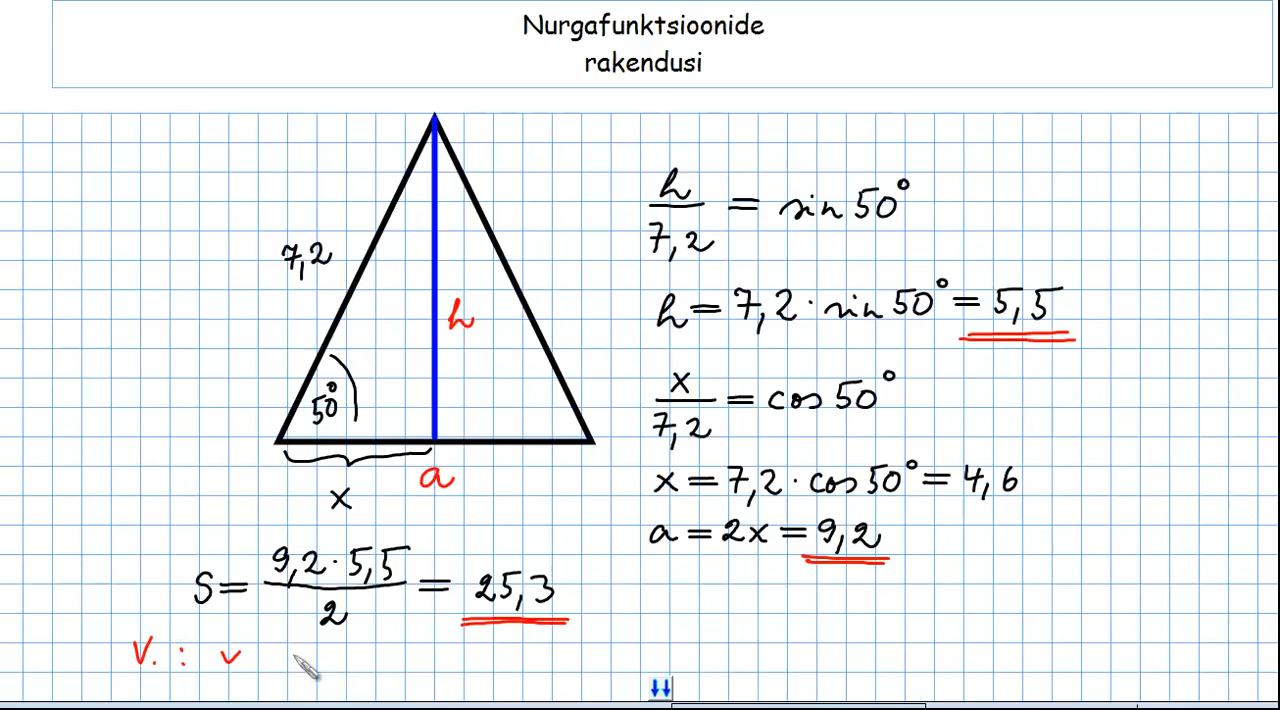 Nurgafunktsioonide
rakendusi
7,2
h
50°
x
a
h/7,2 = sin 50°
h = 7,2 · sin 50° = 5,5
x/7,2 = cos 50°
x = 7,2 · cos 50° = 4,6
a = 2x = 9,2
S = 9,2 · 5,5/2 = 25,3
V. : v